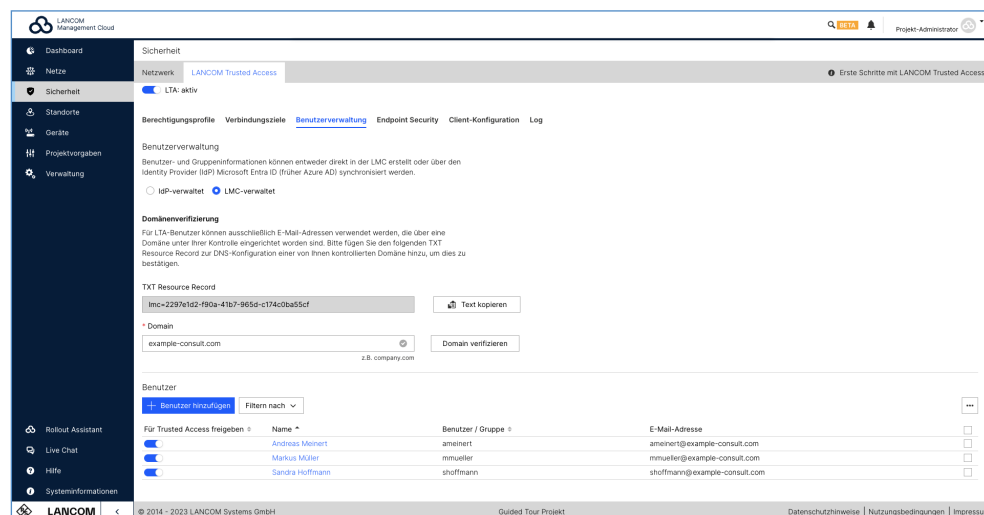 LANCOM
Management Cloud
BETA
Projekt-Administrator
Dashboard
Netze
Sicherheit
Standorte
Geräte
Projektvorgaben
Verwaltung
Rollout Assistant
Live Chat
Hilfe
Systeminformationen
LANCOM
Sicherheit
Netzwerk LANCOM Trusted Access Erste Schritte mit LANCOM Trusted Access
LTA: aktiv
Berechtigungsprofile Verbindungsziele Benutzerverwaltung Endpoint Security Client-Konfiguration Log
Benutzerverwaltung
Benutzer- und Gruppeninformationen können entweder direkt in der LMC erstellt oder über den
Identity Provider (IdP) Microsoft Entra ID (früher Azure AD) synchronisiert werden.
IdP-verwaltet LMC-verwaltet
Domänenverifizierung
Für LTA-Benutzer können ausschließlich E-Mail-Adressen verwendet werden, die über eine
Domäne unter Ihrer Kontrolle eingerichtet worden sind. Bitte fügen Sie den folgenden TXT
Resource Record zur DNS-Konfiguration einer von Ihnen kontrollierten Domäne hinzu, um dies zu
bestätigen.
TXT Resource Record
lmc=2297e1d2-f90a-41b7-965d-c174c0ba55cf Text kopieren
* Domain
example-consult.com Domain verifizieren
z.B. company.com
Benutzer
+ Benutzer hinzufügen Filtern nach
Für Trusted Access freigeben Name Benutzer / Gruppe E-Mail-Adresse
Andreas Meinert ameinert ameinert@example-consult.com
Markus Müller mmueller mmueller@example-consult.com
Sandra Hoffmann shoffmann shoffmann@example-consult.com
© 2014 - 2023 LANCOM Systems GmbH Guided Tour Projekt Datenschutzhinweise | Nutzungsbedingungen | Impressu